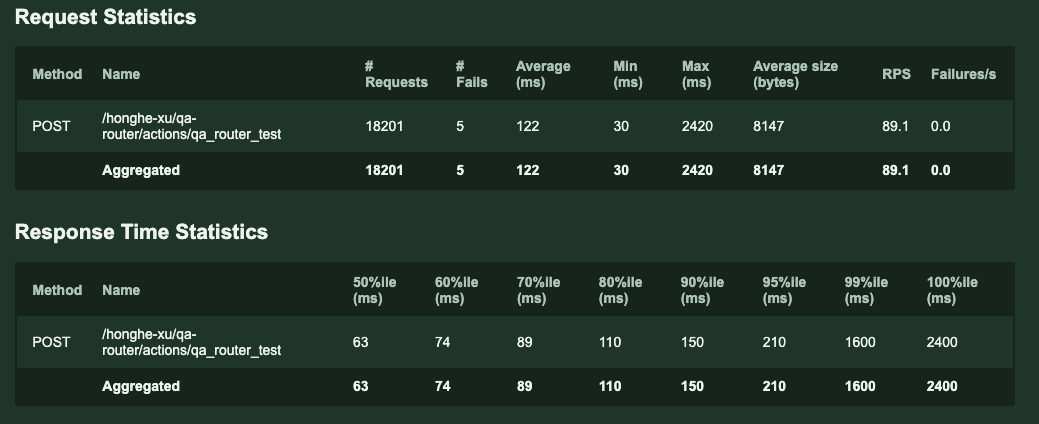 Request Statistics
Method Name # Requests # Fails Average (ms) Min (ms) Max (ms) Average size (bytes) RPS Failures/s
POST /honghe-xu/qa-router/actions/qa_router_test 18201 5 122 30 2420 8147 89.1 0.0
Aggregated 18201 5 122 30 2420 8147 89.1 0.0
Response Time Statistics
Method Name 50%ile (ms) 60%ile (ms) 70%ile (ms) 80%ile (ms) 90%ile (ms) 95%ile (ms) 99%ile (ms) 100%ile (ms)
POST /honghe-xu/qa-router/actions/qa_router_test 63 74 89 110 150 210 1600 2400
Aggregated 63 74 89 110 150 210 1600 2400